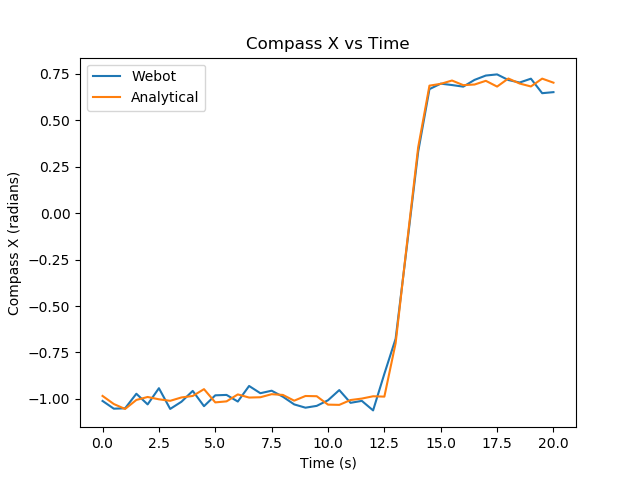 Compass X vs Time
Webot
Analytical
Compass X (radians)
0.75
0.50
0.25
0.00
−0.25
−0.50
−0.75
−1.00
0.0 2.5 5.0 7.5 10.0 12.5 15.0 17.5 20.0
Time (s)